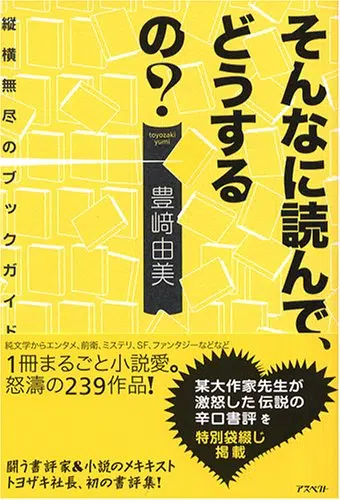 そんなに読んで、
どうする
の?
縦横無尽のブックガイド
toyozaki
yumi
豊﨑由美
純文学からエンタメ、前衛、ミステリ、SF、ファンタジーなどなど
1冊まるごと小説愛。
怒濤の239作品!
某大作家先生が
激怒した伝説の
辛口書評を
特別袋綴じ
掲載
闘う書評家&小説のメキキスト
トヨザキ社長、初の書評集!
アスペクト